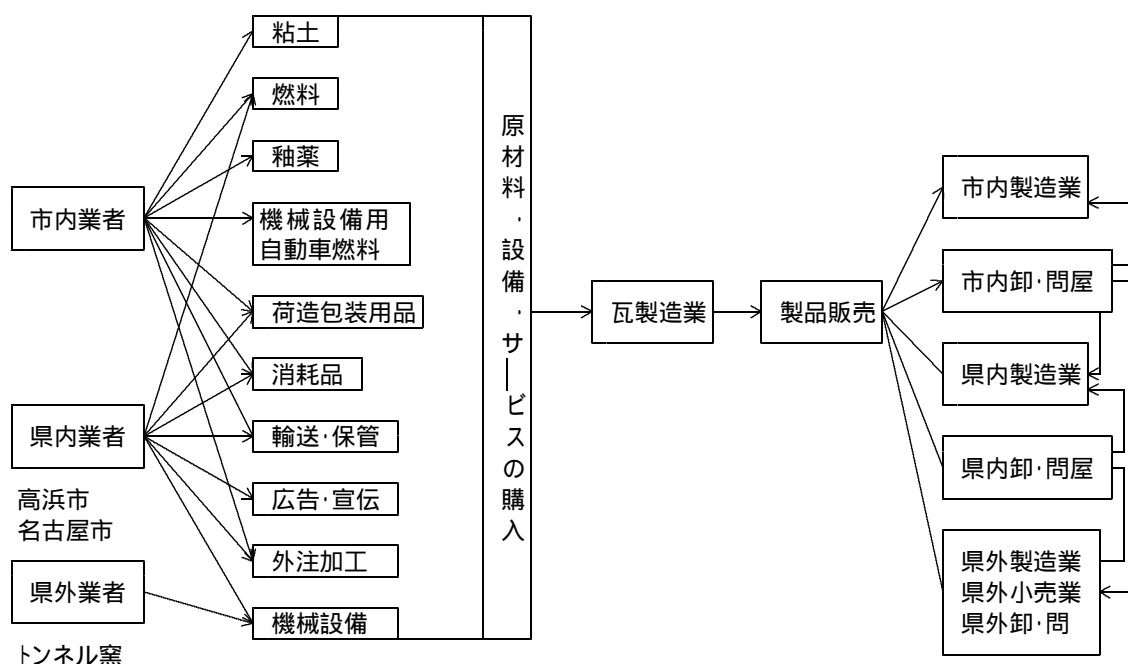 市内業者
県内業者
高浜市
名古屋市
県外業者
トンネル窯
粘土
燃料
釉薬
機械設備用
自動車燃料
荷造包装用品
消耗品
輸送·保管
広告·宣伝
外注加工
機械設備
原材料·設備·サービスの購入
瓦製造業
製品販売
市内製造業
市内卸·問屋
県内製造業
県内卸·問屋
県外製造業
県外小売業
県外卸·問